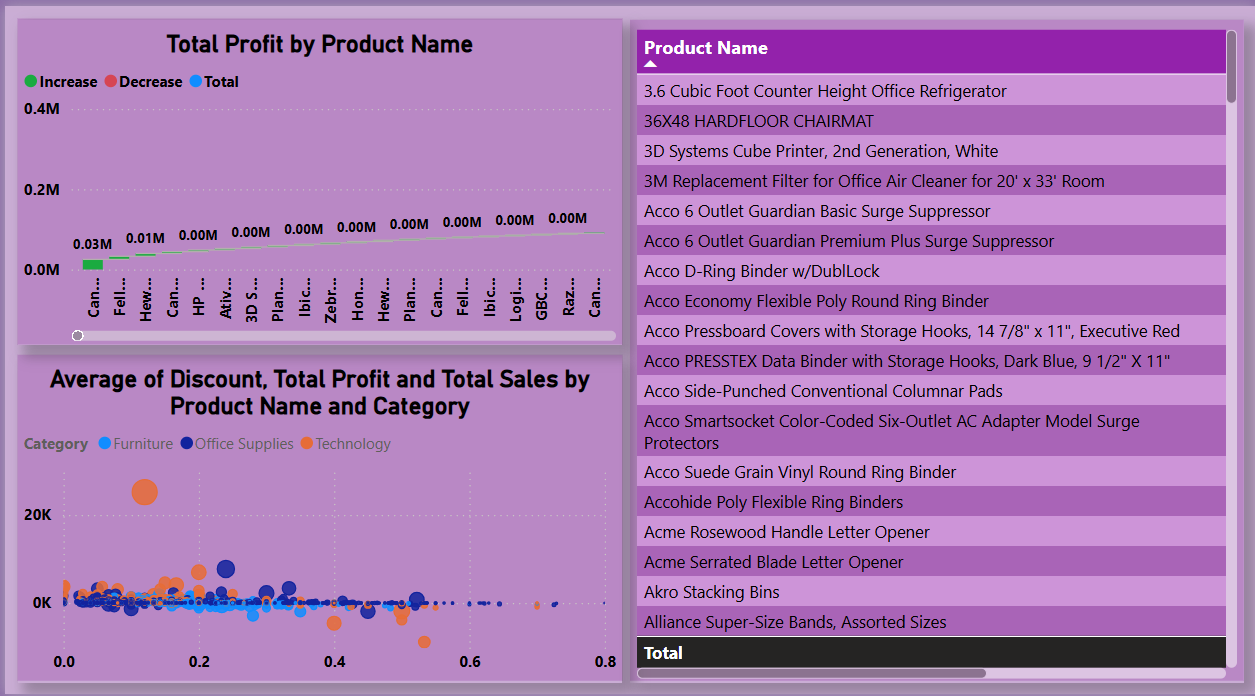 Total Profit by Product Name
Increase Decrease Total
0.4M
0.2M
0.0M
0.03M 0.01M 0.00M 0.00M 0.00M 0.00M 0.00M 0.00M 0.00M 0.00M
Can... Fell... Hew... Can... HP ... Ativ... 3D S... Plan... Ibic... Zebr... Hon... Hew... Plan... Can... Fell... Ibic... Logi... GBC ... Raz... Can...
Average of Discount, Total Profit and Total Sales by
Product Name and Category
Category Furniture Office Supplies Technology
20K
0K
0.0 0.2 0.4 0.6 0.8
Product Name
3.6 Cubic Foot Counter Height Office Refrigerator
36X48 HARDFLOOR CHAIRMAT
3D Systems Cube Printer, 2nd Generation, White
3M Replacement Filter for Office Air Cleaner for 20' x 33' Room
Acco 6 Outlet Guardian Basic Surge Suppressor
Acco 6 Outlet Guardian Premium Plus Surge Suppressor
Acco D-Ring Binder w/DublLock
Acco Economy Flexible Poly Round Ring Binder
Acco Pressboard Covers with Storage Hooks, 14 7/8" x 11", Executive Red
Acco PRESSTEX Data Binder with Storage Hooks, Dark Blue, 9 1/2" X 11"
Acco Side-Punched Conventional Columnar Pads
Acco Smartsocket Color-Coded Six-Outlet AC Adapter Model Surge
Protectors
Acco Suede Grain Vinyl Round Ring Binder
Accohide Poly Flexible Ring Binders
Acme Rosewood Handle Letter Opener
Acme Serrated Blade Letter Opener
Akro Stacking Bins
Alliance Super-Size Bands, Assorted Sizes
Total